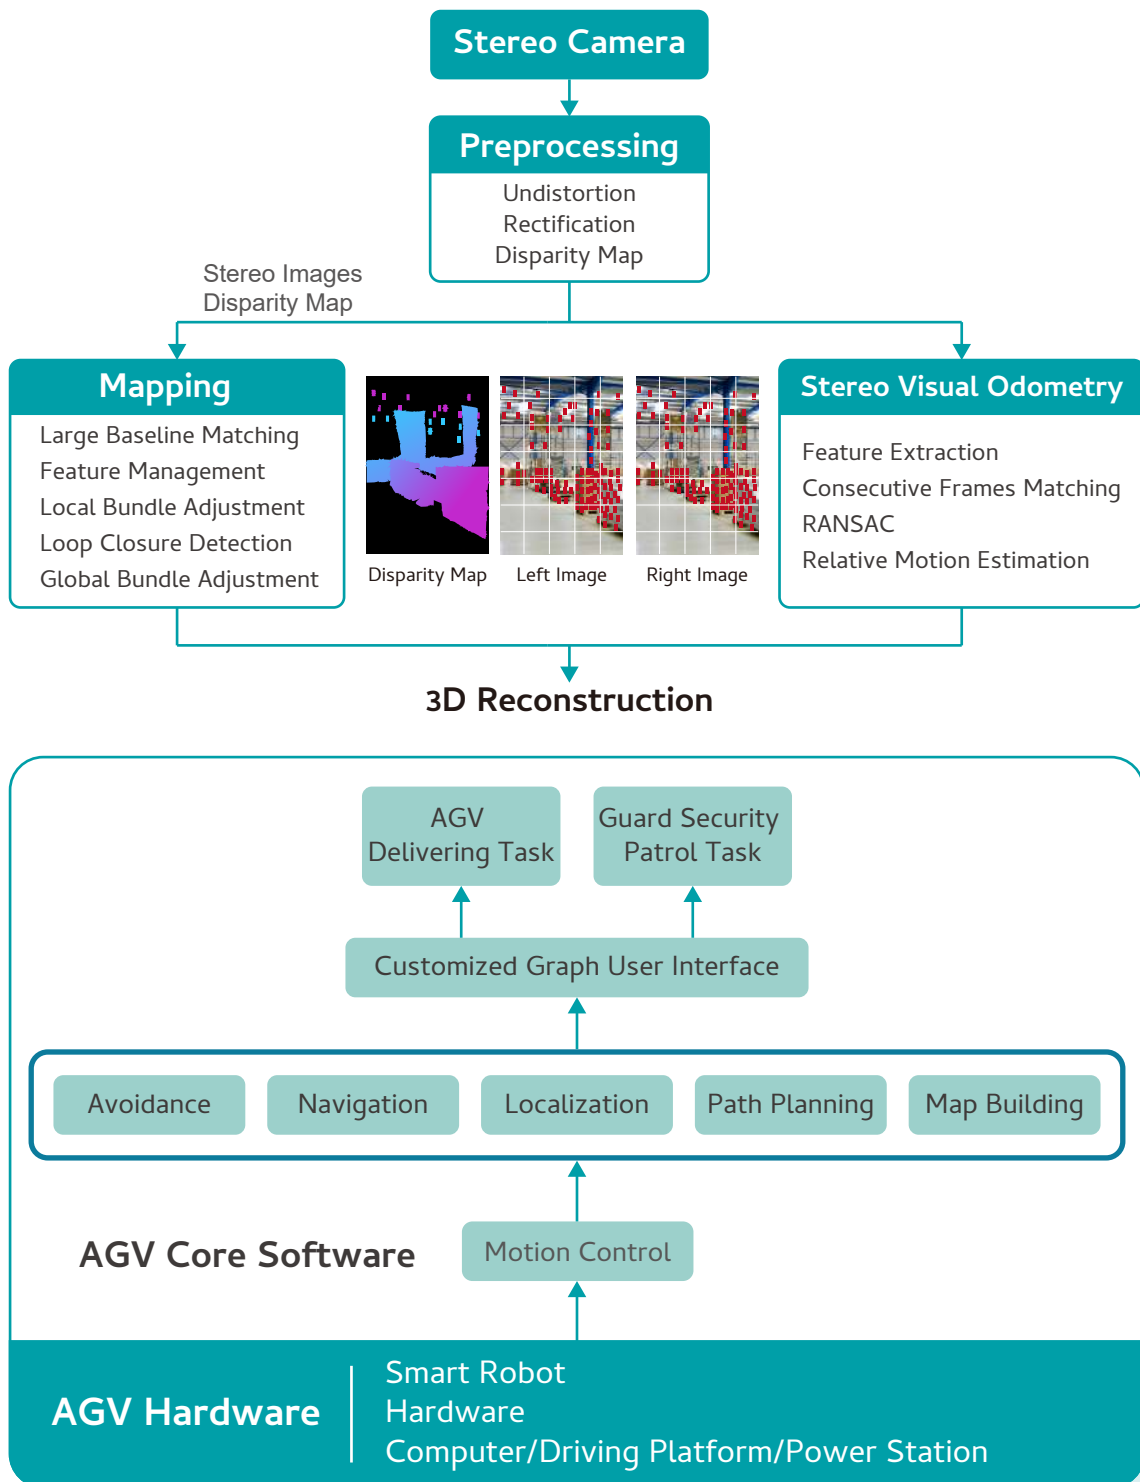 Stereo Camera
Preprocessing
Undistortion
Rectification
Disparity Map
Stereo Images
Disparity Map
Mapping
Large Baseline Matching
Feature Management
Local Bundle Adjustment
Loop Closure Detection
Global Bundle Adjustment
Disparity Map
Left Image
Right Image
Stereo Visual Odometry
Feature Extraction
Consecutive Frames Matching
RANSAC
Relative Motion Estimation
3D Reconstruction
AGV
Delivering Task
Guard Security
Patrol Task
Customized Graph User Interface
Avoidance
Navigation
Localization
Path Planning
Map Building
AGV Core Software
Motion Control
AGV Hardware
Smart Robot
Hardware
Computer/Driving Platform/Power Station